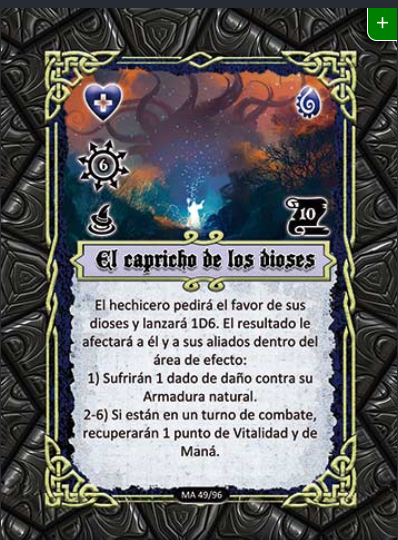 +
6
10
El capricho de los dioses
El hechicero pedirá el favor de sus
dioses y lanzará 1D6. El resultado le
afectará a él y a sus aliados dentro del
área de efecto:
1) Sufrirán 1 dado de daño contra su
Armadura natural.
2-6) Si están en un turno de combate,
recuperarán 1 punto de Vitalidad y de
Maná.
MA 49/96